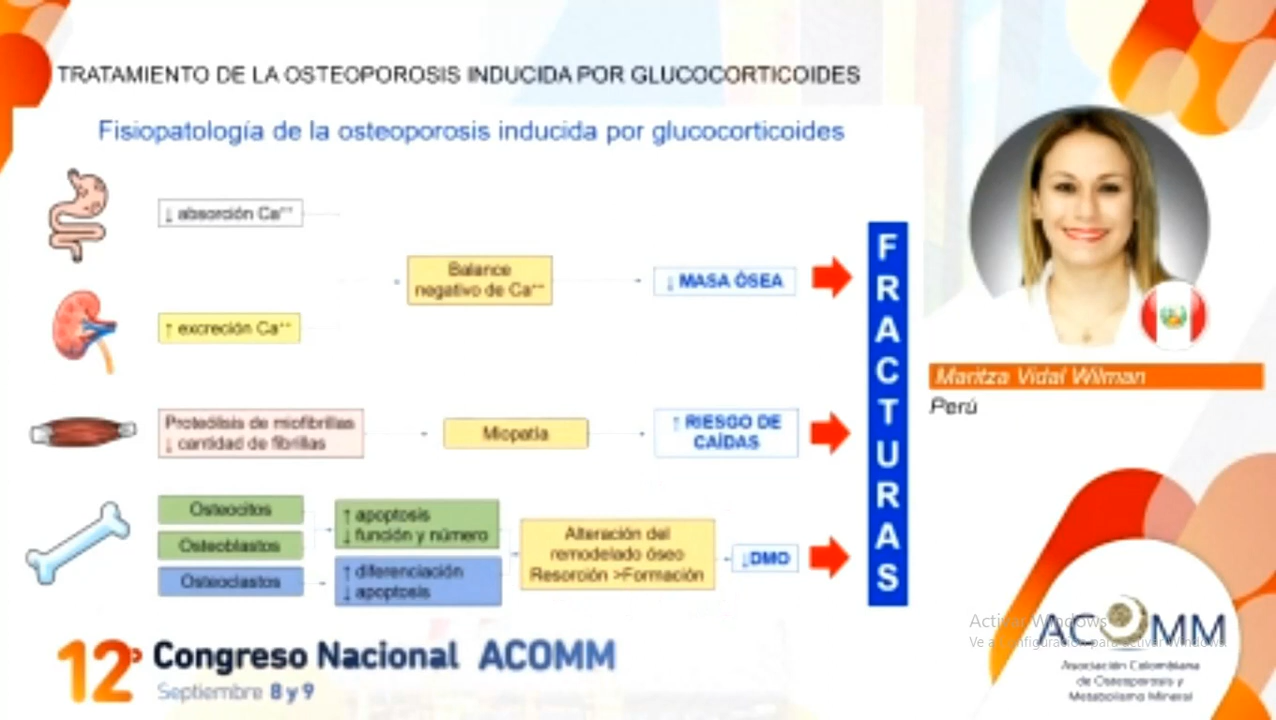 TRATAMIENTO DE LA OSTEOPOROSIS INDUCIDA POR GLUCOCORTICOIDES
Fisiopatología de la osteoporosis inducida por glucocorticoides
↓ absorción Ca⁺⁺
↑ excreción Ca⁺⁺
Balance
negativo de Ca⁺⁺
↓ MASA ÓSEA
Proteólisis de miofibrillas
↓ cantidad de fibrillas
Miopatía
↑ RIESGO DE
CAÍDAS
Osteocitos
Osteoblastos
Osteoclastos
↑ apoptosis
↓ función y número
↑ diferenciación
↓ apoptosis
Alteración del
remodelado óseo
Resorción >Formación
↓DMO
FRACTURAS
Maritza Vidal Wilman
Perú
12º Congreso Nacional ACOMM
Septiembre 8 y 9
Activar Windows
Ve a Configuración para activar Windows.
ACOMM
Asociación Colombiana
de Osteoporosis y
Metabolismo Mineral